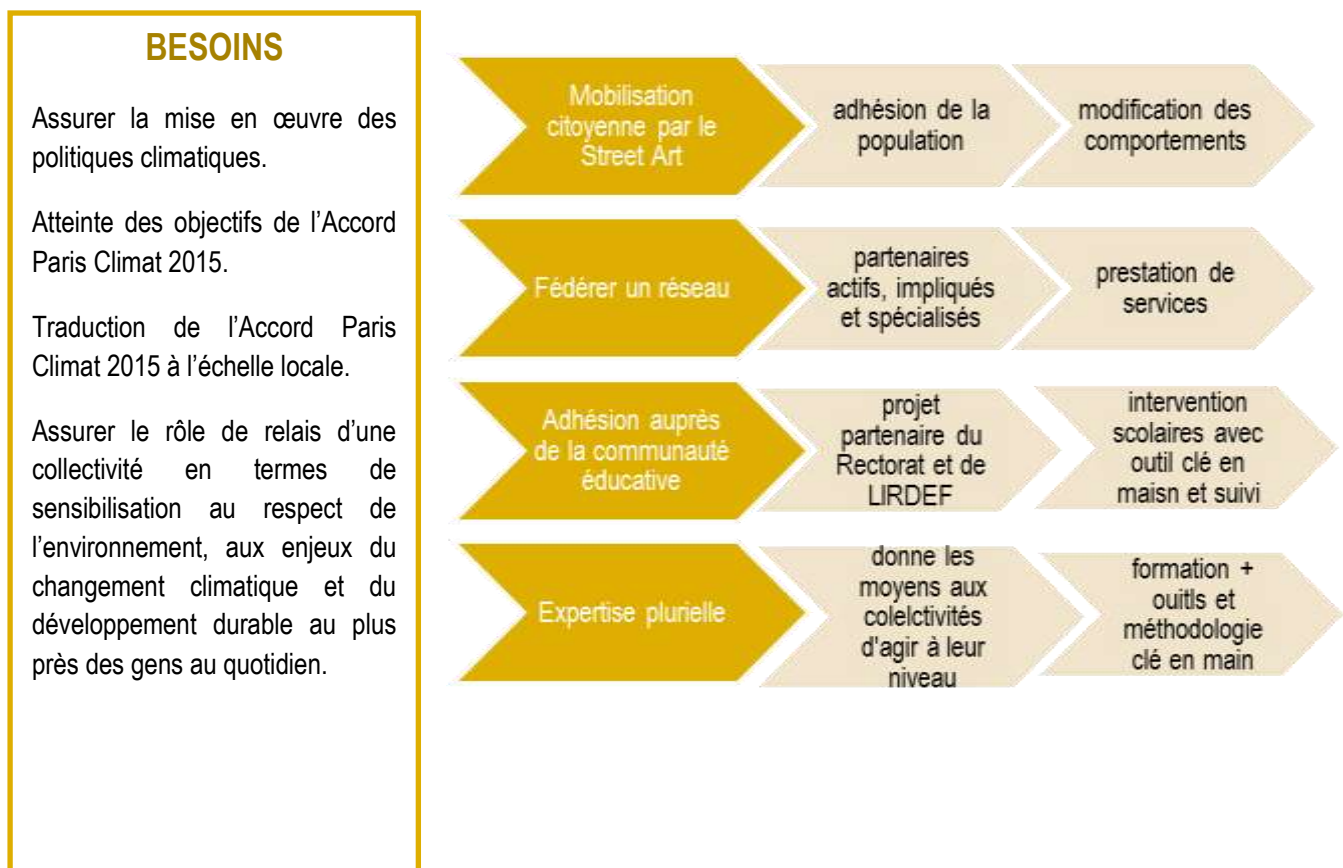 BESOINS
Assurer la mise en œuvre des
politiques climatiques.
Atteinte des objectifs de l’Accord
Paris Climat 2015.
Traduction de l’Accord Paris
Climat 2015 à l’échelle locale.
Assurer le rôle de relais d’une
collectivité en termes de
sensibilisation au respect de
l’environnement, aux enjeux du
changement climatique et du
développement durable au plus
près des gens au quotidien.
Mobilisation
citoyenne par le
Street Art
adhésion de la
population
modification des
comportements
Fédérer un réseau
partenaires
actifs, impliqués
et spécialisés
prestation de
services
Adhésion auprès
de la communauté
éducative
projet
partenaire du
Rectorat et de
LIRDEF
intervention
scolaires avec
outil clé en
maisn et suivi
Expertise plurielle
donne les
moyens aux
colelctivités
d'agir à leur
niveau
formation +
ouitls et
méthodologie
clé en main